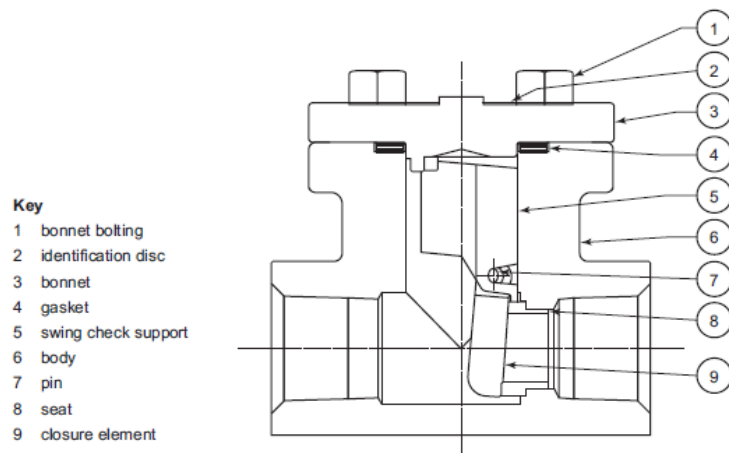 Key
1 bonnet bolting
2 identification disc
3 bonnet
4 gasket
5 swing check support
6 body
7 pin
8 seat
9 closure element
1
2
3
4
5
6
7
8
9